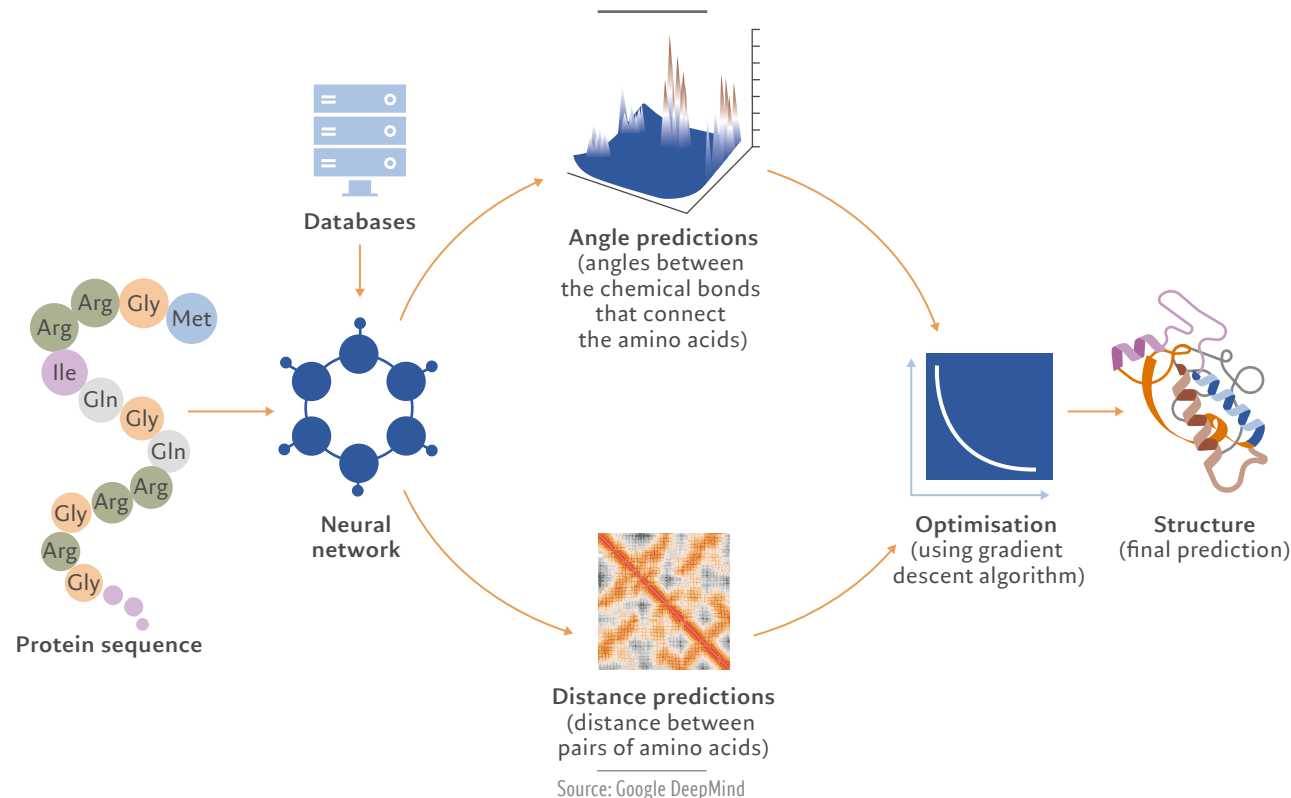 Databases
Angle predictions
(angles between
the chemical bonds
that connect
the amino acids)
Met
Gly
Arg
Arg
Ile
Gln
Gly
Gln
Arg
Arg
Gly
Arg
Gly
Protein sequence
Neural
network
Distance predictions
(distance between
pairs of amino acids)
Optimisation
(using gradient
descent algorithm)
Structure
(final prediction)
Source: Google DeepMind